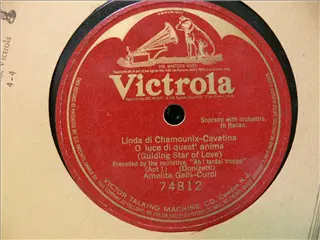 Victrola
4-4
"HIS MASTER'S VOICE"
Victrola
Soprano with orchestra.
In Italian.
Linda di Chamounix-Cavatina
O luce di quest' anima
(Guiding Star of Love)
Preceded by the recitative, "Ah! tardai troppo"
(Act 1) (Donizetti)
Amelita Galli-Curci
74812
VICTOR TALKING MACHINE CO. Camden N.J.